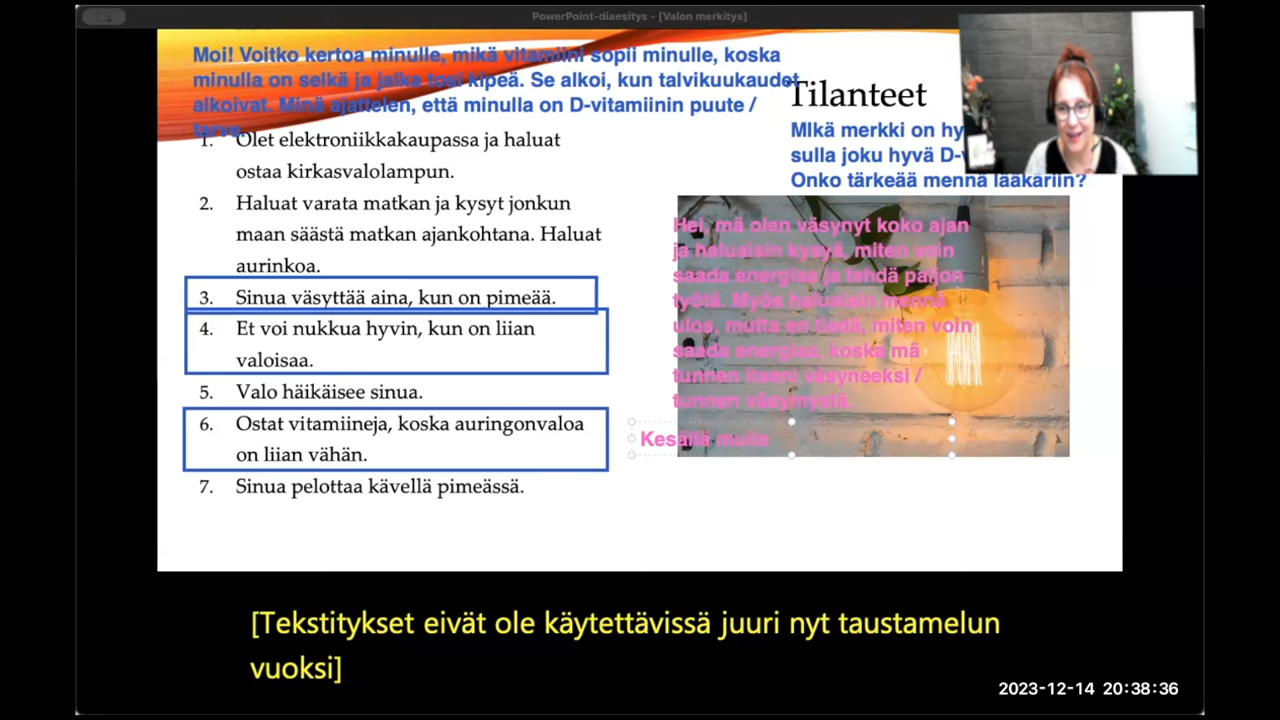 PowerPoint-diaesitys - [Valon merkitys]
Moi! Voitko kertoa minulle, mikä vitamiini sopii minulle, koska
minulla on selkä ja jalka tosi kipeä. Se alkoi, kun talvikuukaudet
alkoivat. Minä ajattelen, että minulla on D-vitamiinin puute /
tarve.
Tilanteet
MIkä merkki on hy
sulla joku hyvä D-v
Onko tärkeää mennä lääkäriin?
1. Olet elektroniikkakaupassa ja haluat
ostaa kirkasvalolampun.
2. Haluat varata matkan ja kysyt jonkun
maan säästä matkan ajankohtana. Haluat
aurinkoa.
3. Sinua väsyttää aina, kun on pimeää.
4. Et voi nukkua hyvin, kun on liian
valoisaa.
5. Valo häikäisee sinua.
6. Ostat vitamiineja, koska auringonvaloa
on liian vähän.
7. Sinua pelottaa kävellä pimeässä.
Hei, mä olen väsynyt koko ajan
ja haluaisin kysyä, miten voin
saada energiaa ja tehdä paljon
työtä. Myös haluaisin mennä
ulos, mutta en tiedä, miten voin
saada energiaa, koska mä
tunnen itseni väsyneeksi /
tunnen väsymystä.
Kesällä mulla
[Tekstitykset eivät ole käytettävissä juuri nyt taustamelun
vuoksi]
2023-12-14 20:38:36